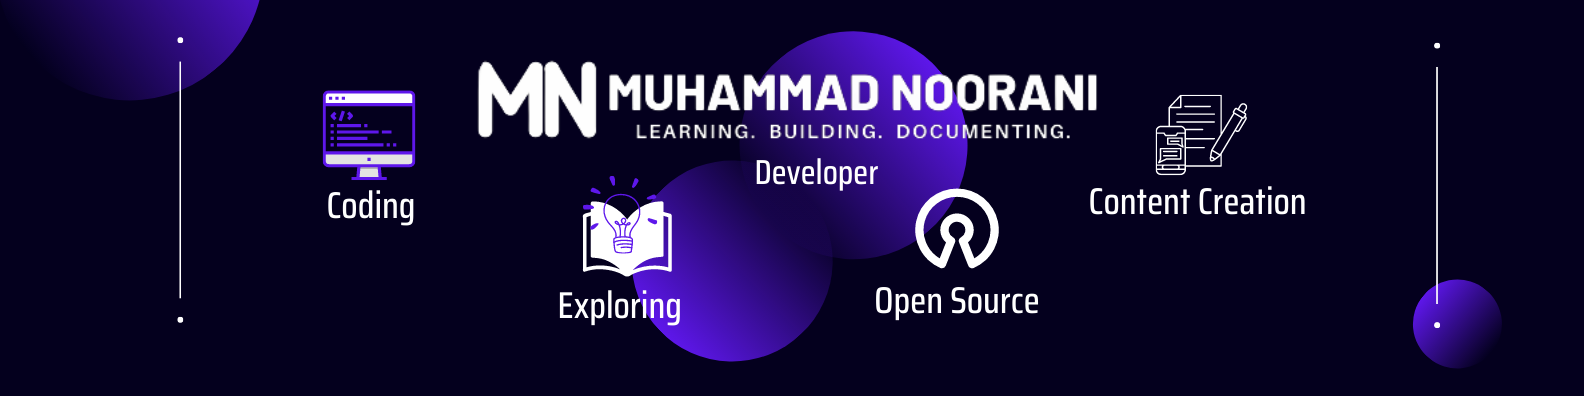 MN MUHAMMAD NOORANI
LEARNING. BUILDING. DOCUMENTING.
Developer
</>
Coding
Exploring
Open Source
Content Creation